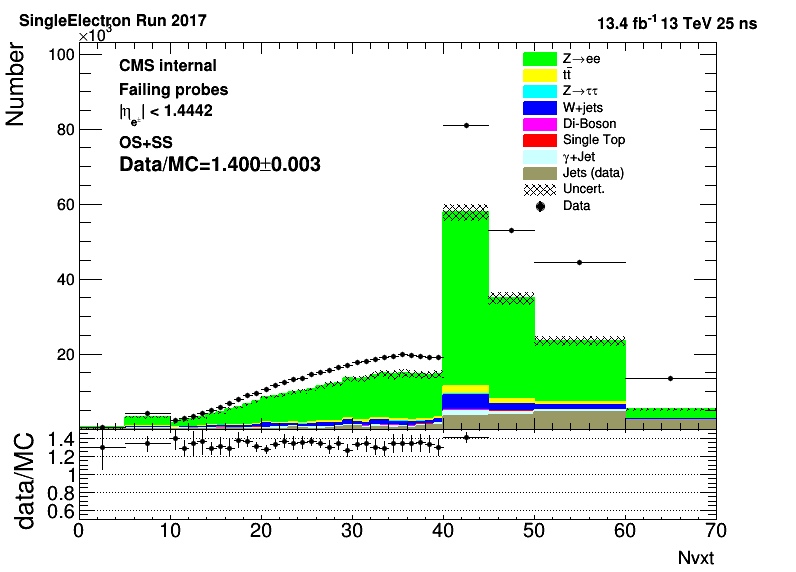 SingleElectron Run 2017
13.4 fb⁻¹ 13 TeV 25 ns
×10³
Number
100
80
60
40
20
CMS internal
Failing probes
|ηe±| < 1.4442
OS+SS
Data/MC=1.400±0.003
Z→ee
tt̄
Z→ττ
W+jets
Di-Boson
Single Top
γ+Jet
Jets (data)
Uncert.
Data
data/MC
1.4
1.2
1
0.8
0.6
0 10 20 30 40 50 60 70
Nvxt